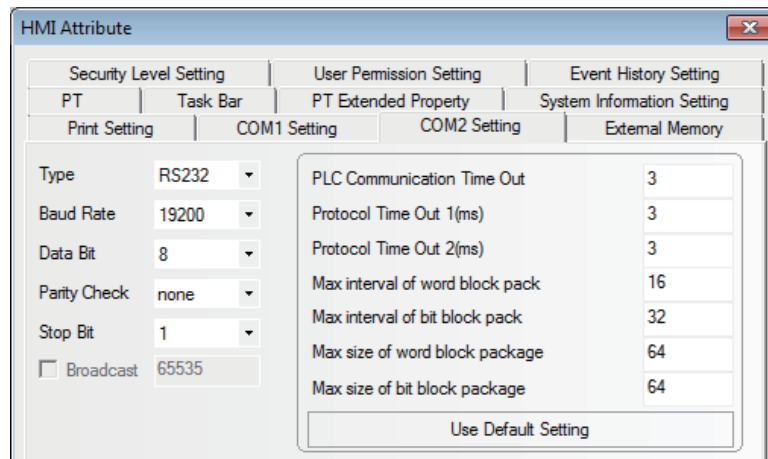 HMI Attribute
Security Level Setting User Permission Setting Event History Setting
PT Task Bar PT Extended Property System Information Setting
Print Setting COM1 Setting COM2 Setting External Memory
Type RS232
Baud Rate 19200
Data Bit 8
Parity Check none
Stop Bit 1
Broadcast 65535
PLC Communication Time Out 3
Protocol Time Out 1(ms) 3
Protocol Time Out 2(ms) 3
Max interval of word block pack 16
Max interval of bit block pack 32
Max size of word block package 64
Max size of bit block package 64
Use Default Setting